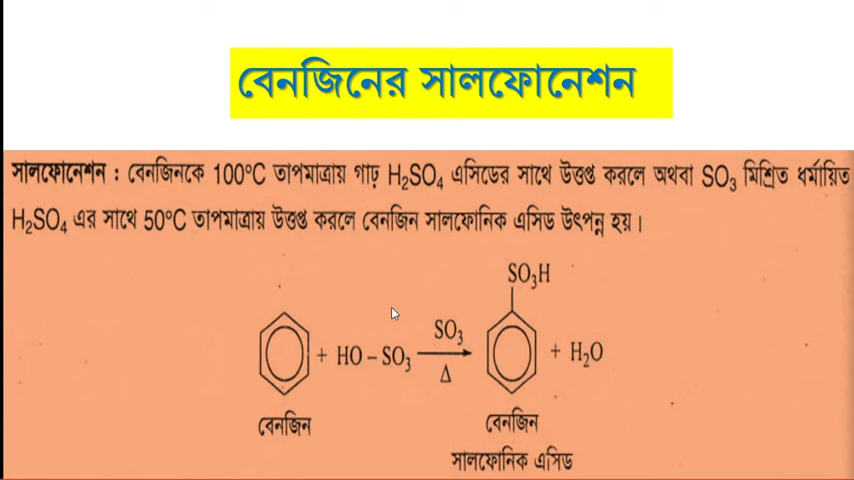 বেনজিনের সালফোনেশন
সালফোনেশন : বেনজিনকে 100°C তাপমাত্রায় গাঢ় H₂SO₄ এসিডের সাথে উত্তপ্ত করলে অথবা SO₃ মিশ্রিত ধর্মায়িত
H₂SO₄ এর সাথে 50°C তাপমাত্রায় উত্তপ্ত করলে বেনজিন সালফোনিক এসিড উৎপন্ন হয়।
SO₃H
+ HO – SO₃ SO₃ → Δ + H₂O
বেনজিন বেনজিন
সালফোনিক এসিড